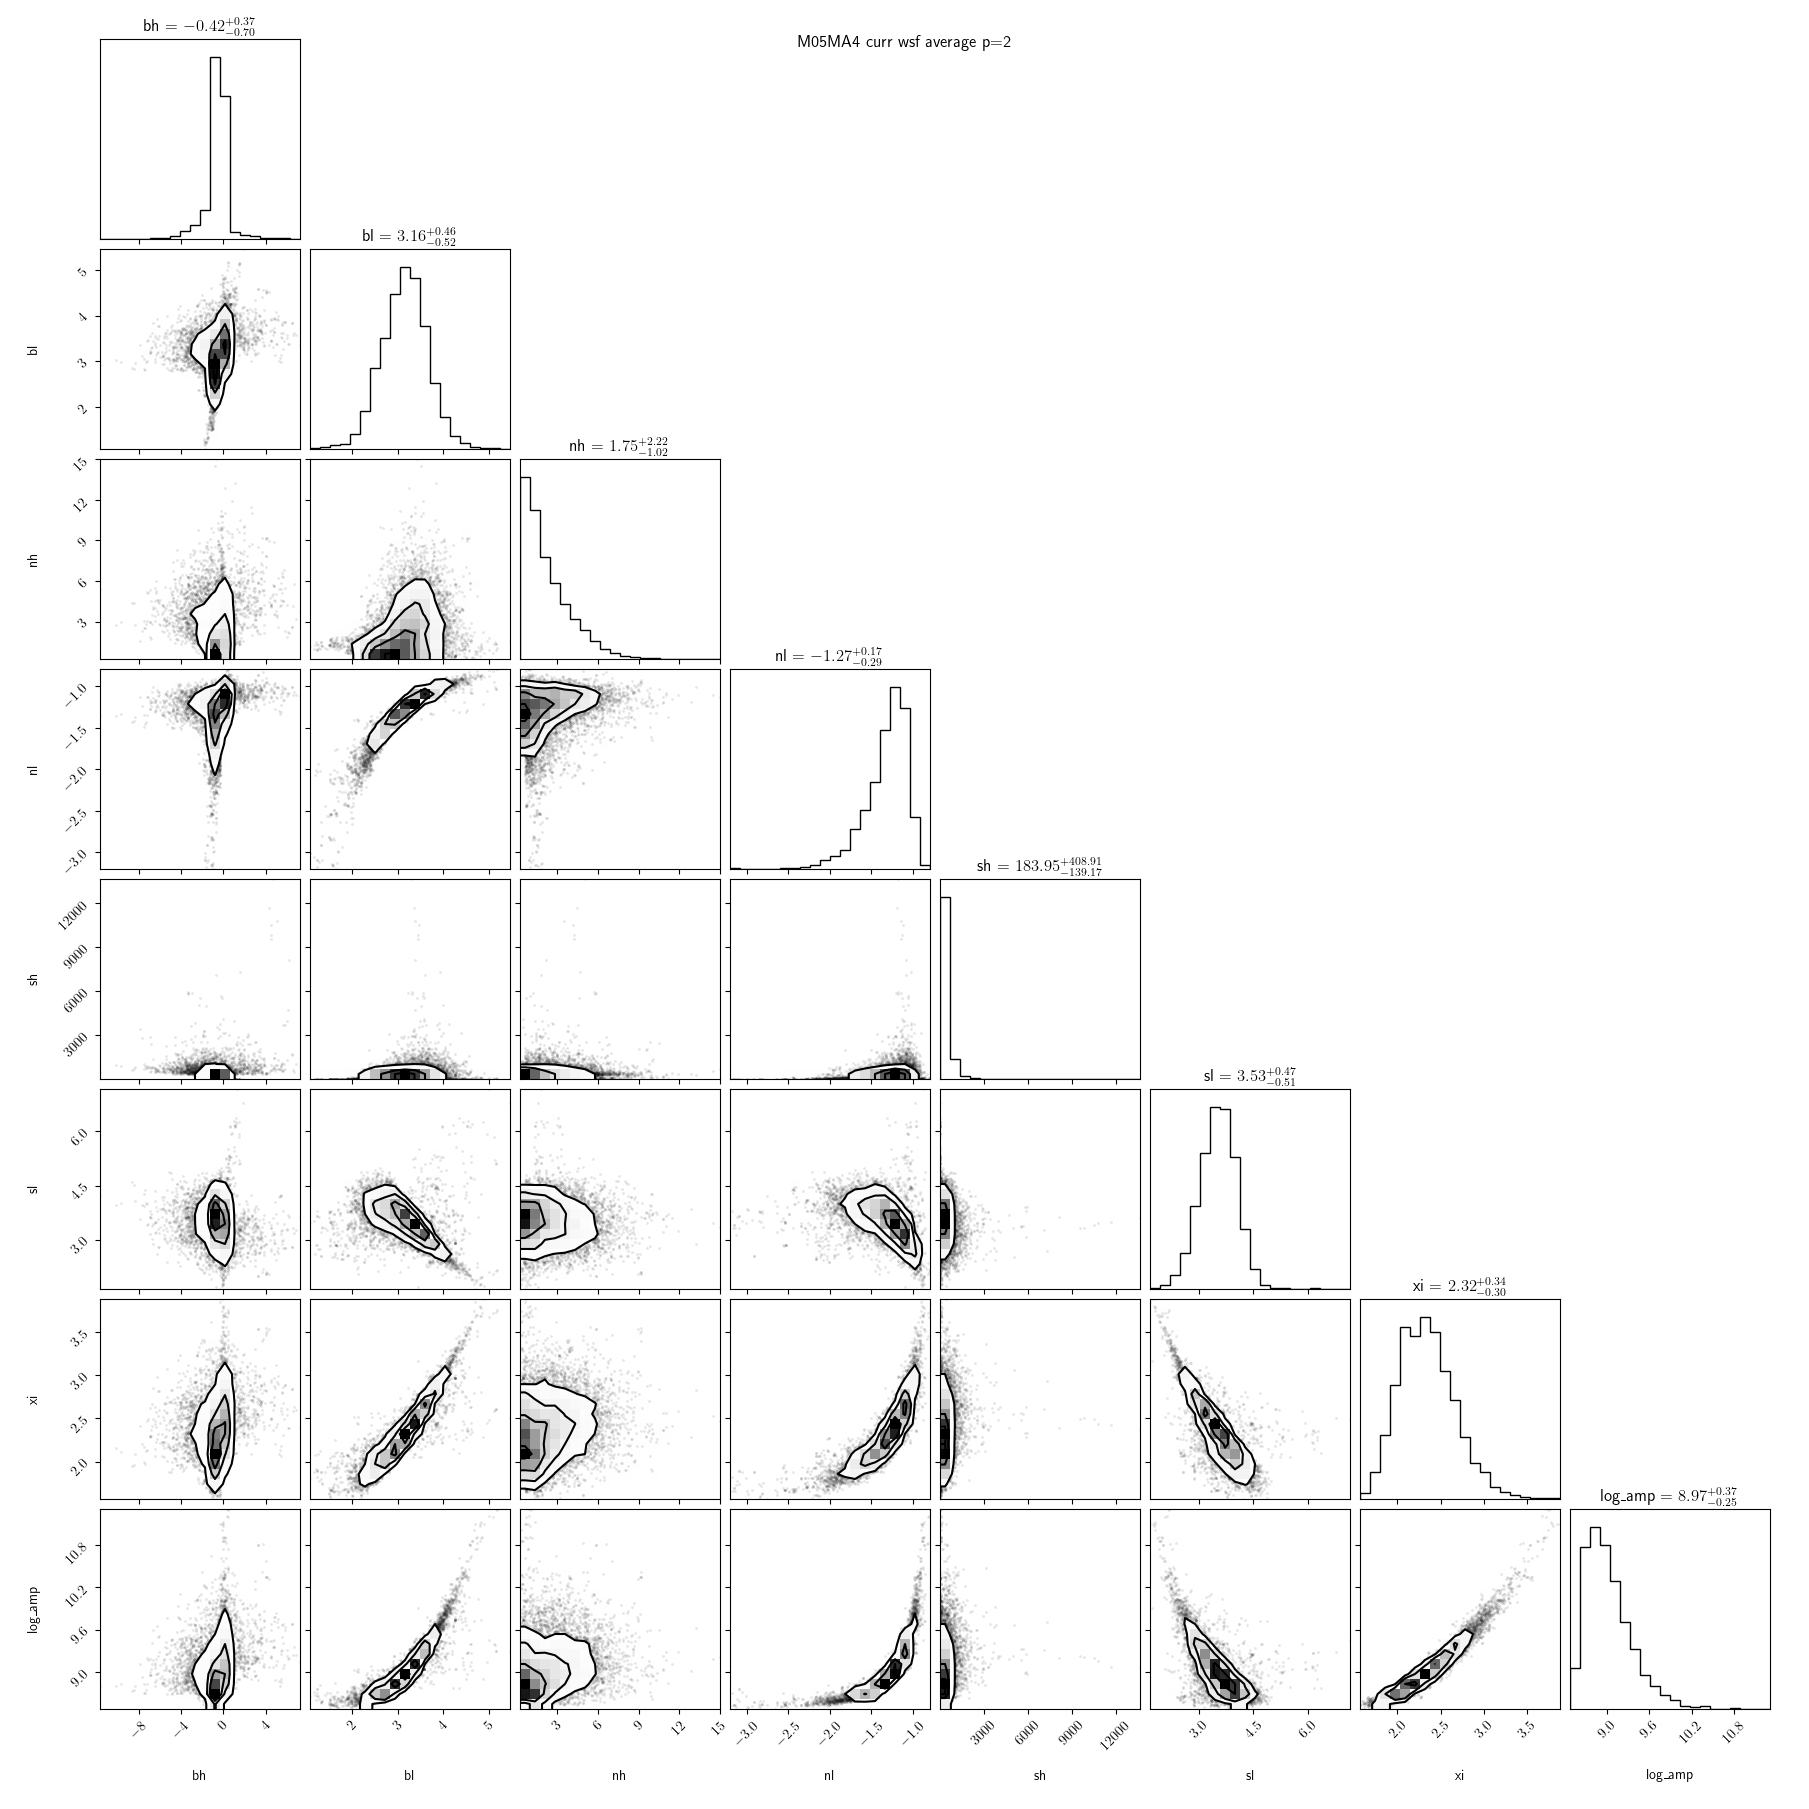 bh = −0.42 +0.37 −0.70
M05MA4 curr wsf average p=2
bl = 3.16 +0.46 −0.52
bl
5
4
3
2
nh = 1.75 +2.22 −1.02
nh
15
12
9
6
3
nl = −1.27 +0.17 −0.29
nl
−1.0
−1.5
−2.0
−2.5
−3.0
sh = 183.95 +408.91 −139.17
sh
12000
9000
6000
3000
sl = 3.53 +0.47 −0.51
sl
6.0
4.5
3.0
xi = 2.32 +0.34 −0.30
xi
3.5
3.0
2.5
2.0
log_amp = 8.97 +0.37 −0.25
log_amp
10.8
10.2
9.6
9.0
−8 −4 0 4
2 3 4 5
3 6 9 12 15
−3.0 −2.5 −2.0 −1.5 −1.0
3000 6000 9000 12000
3.0 4.5 6.0
2.0 2.5 3.0 3.5
9.0 9.6 10.2 10.8
bh bl nh nl sh sl xi log_amp